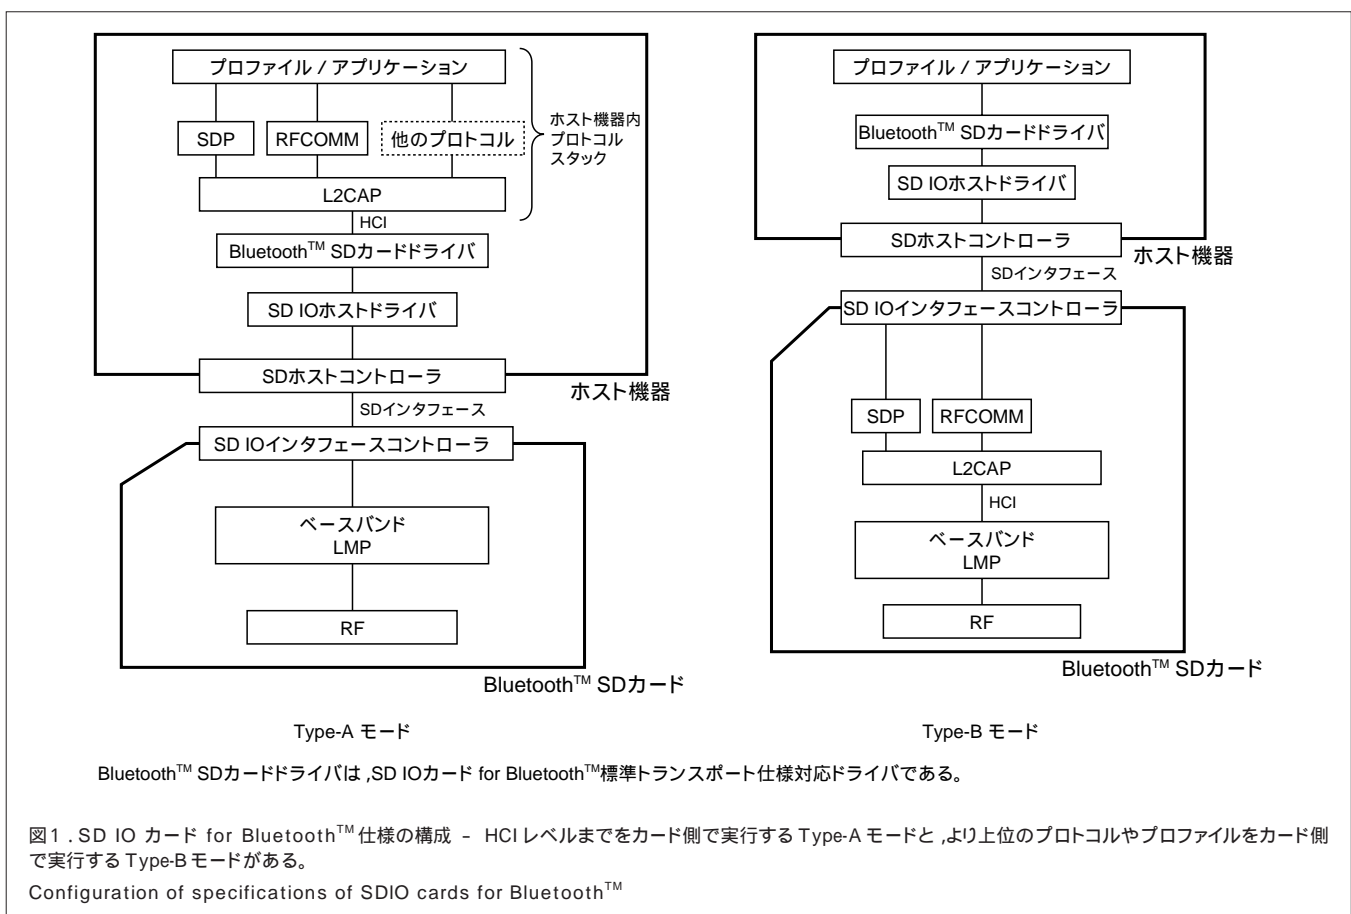 プロファイル / アプリケーション
SDP
RFCOMM
他のプロトコル
ホスト機器内
プロトコル
スタック
L2CAP
HCI
Bluetooth™ SDカードドライバ
SD IOホストドライバ
SDホストコントローラ
ホスト機器
SDインタフェース
SD IOインタフェースコントローラ
ベースバンド
LMP
RF
Bluetooth™ SDカード
Type-A モード
プロファイル / アプリケーション
Bluetooth™ SDカードドライバ
SD IOホストドライバ
SDホストコントローラ
ホスト機器
SDインタフェース
SD IOインタフェースコントローラ
SDP
RFCOMM
L2CAP
HCI
ベースバンド
LMP
RF
Bluetooth™ SDカード
Type-B モード
Bluetooth™ SDカードドライバは,SD IOカード for Bluetooth™標準トランスポート仕様対応ドライバである。
図1．SD IO カード for Bluetooth™仕様の構成 － HCIレベルまでをカード側で実行する Type-A モードと,より上位のプロトコルやプロファイルをカード側
で実行する Type-B モードがある。
Configuration of specifications of SDIO cards for Bluetooth™